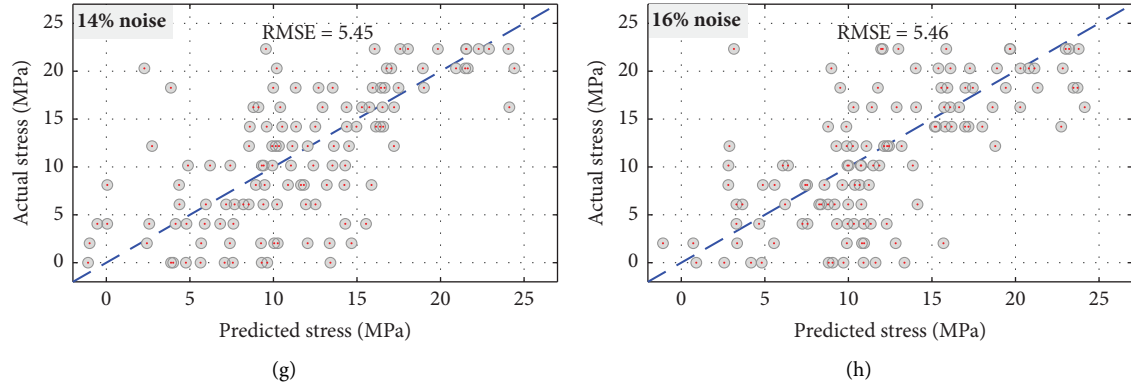 14% noise
RMSE = 5.45
25
20
15
10
5
0
Actual stress (MPa)
0 5 10 15 20 25
Predicted stress (MPa)
(g)
16% noise
RMSE = 5.46
25
20
15
10
5
0
Actual stress (MPa)
0 5 10 15 20 25
Predicted stress (MPa)
(h)